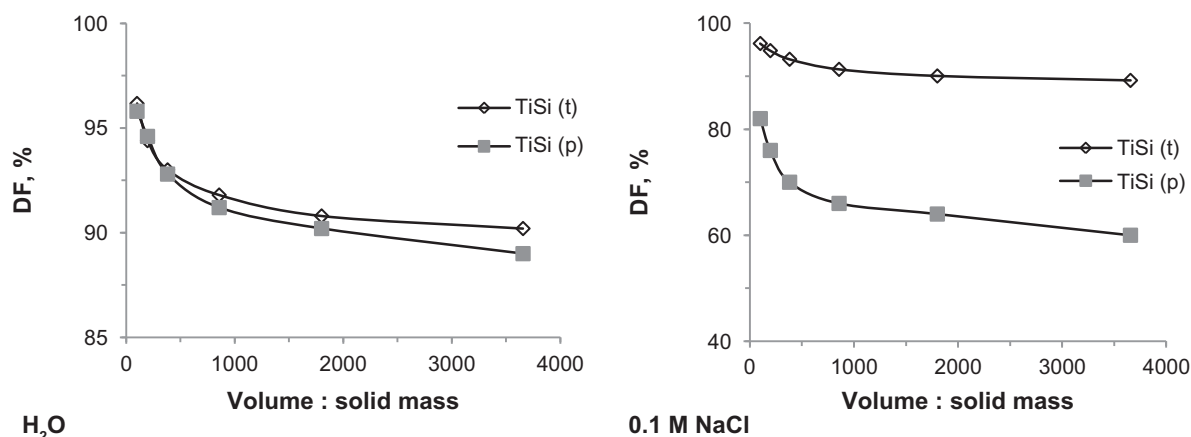 100
95
90
85
DF, %
TiSi (t)
TiSi (p)
0 1000 2000 3000 4000
Volume : solid mass
H₂O
100
80
60
40
DF, %
TiSi (t)
TiSi (p)
0 1000 2000 3000 4000
Volume : solid mass
0.1 M NaCl